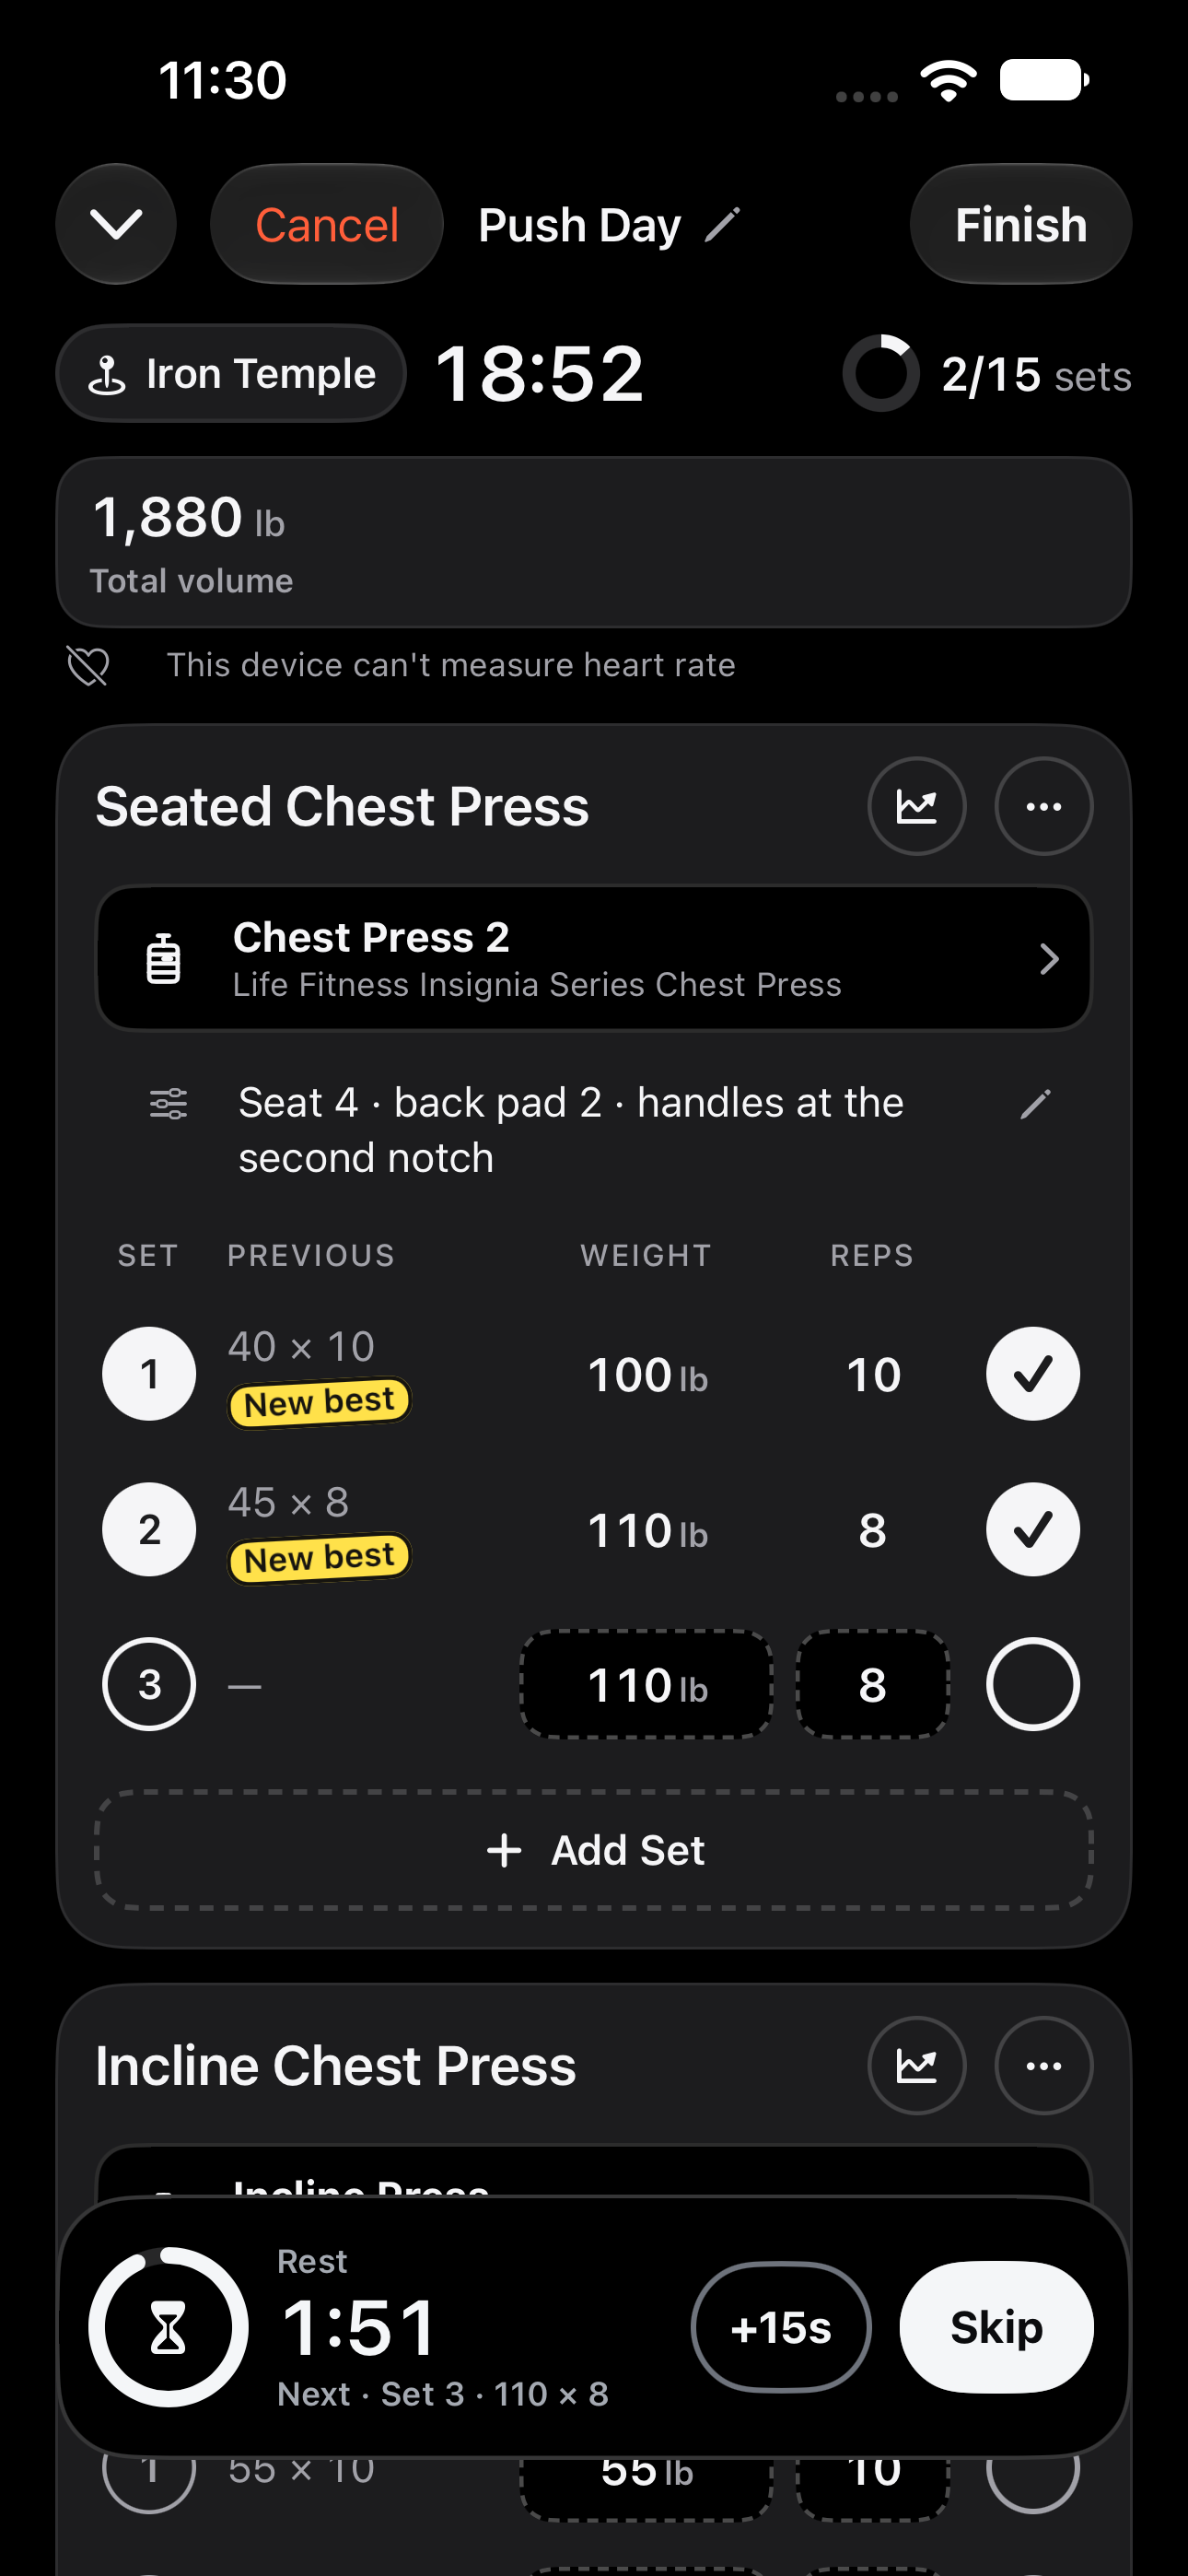 11:30
Cancel
Push Day
Finish
Iron Temple
18:52
2/15 sets
1,880 lb
Total volume
This device can't measure heart rate
Seated Chest Press
Chest Press 2
Life Fitness Insignia Series Chest Press
Seat 4 · back pad 2 · handles at the
second notch
SET PREVIOUS WEIGHT REPS
1 40 × 10 100 lb 10
New best
2 45 × 8 110 lb 8
New best
3 — 110 lb 8
+ Add Set
Incline Chest Press
Incline Press
Rest
1:51
Next · Set 3 · 110 × 8
+15s
Skip
1 55 × 10 55 lb 10